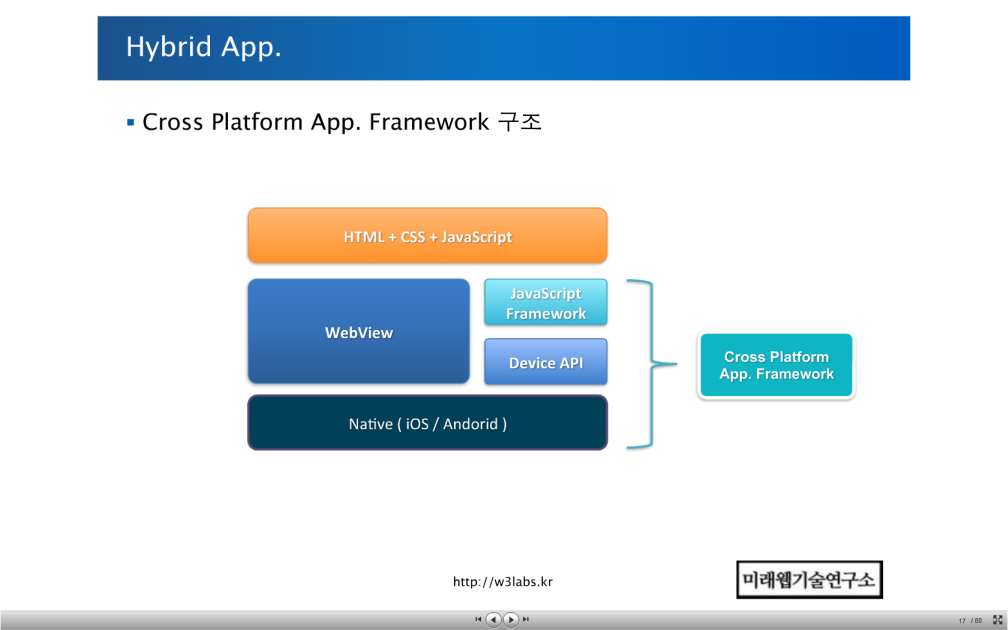 Hybrid App.
▪ Cross Platform App. Framework 구조
HTML + CSS + JavaScript
WebView
JavaScript
Framework
Device API
Native ( iOS / Andorid )
Cross Platform
App. Framework
http://w3labs.kr
미래웹기술연구소
17 / 80